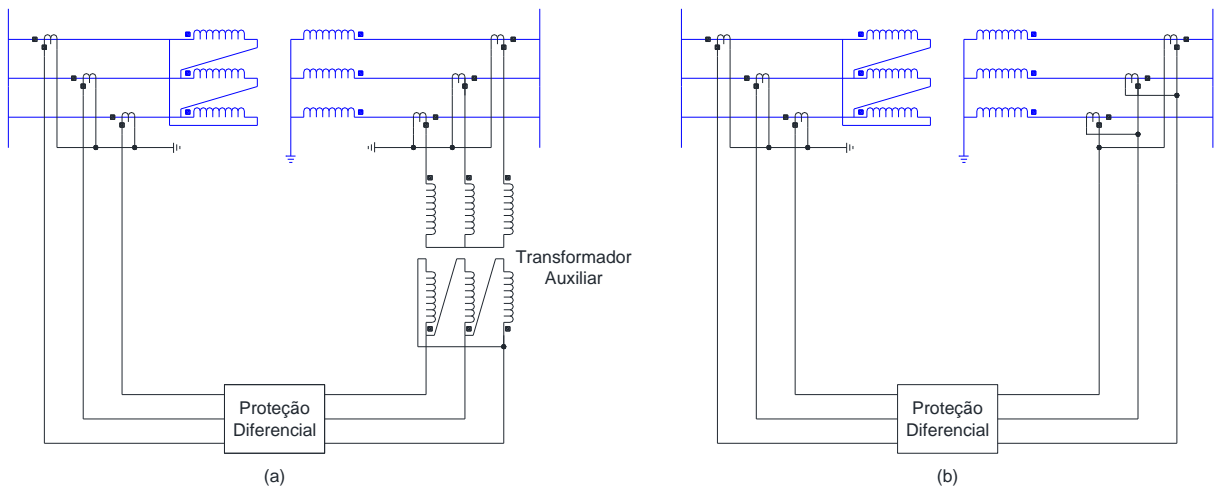 Transformador
Auxiliar
Proteção
Diferencial
(a)
Proteção
Diferencial
(b)